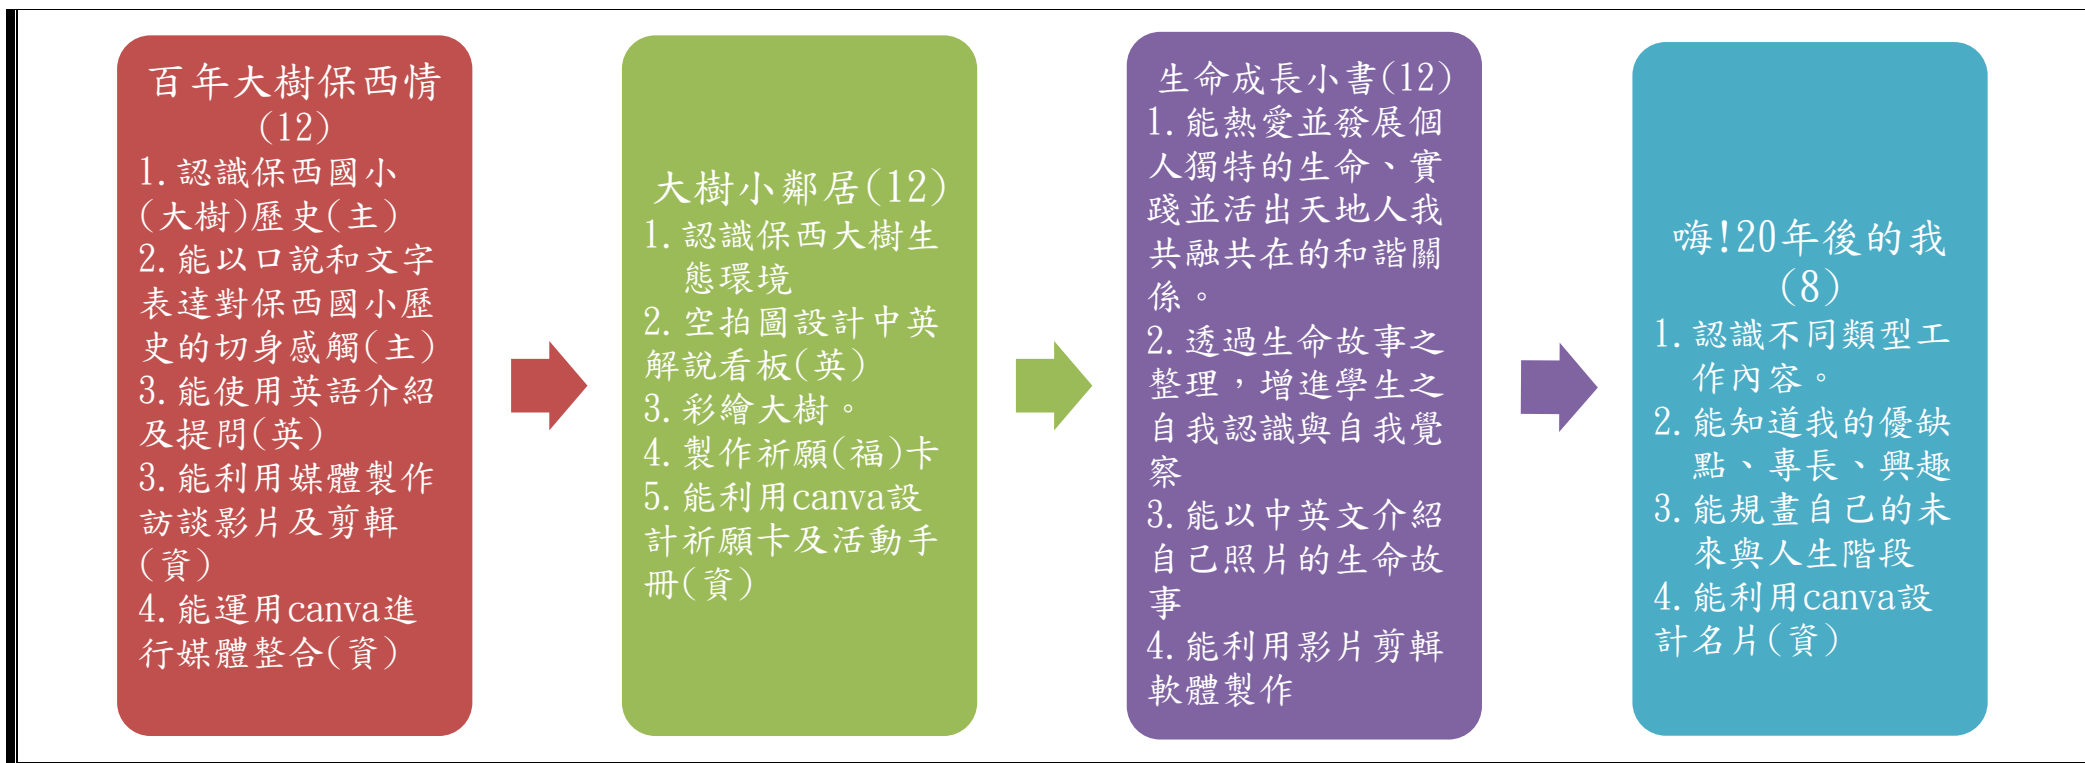 百年大樹保西情
(12)
1.認識保西國小
(大樹)歷史(主)
2.能以口說和文字
表達對保西國小歷
史的切身感觸(主)
3.能使用英語介紹
及提問(英)
3.能利用媒體製作
訪談影片及剪輯
(資)
4.能運用canva進
行媒體整合(資)
大樹小鄰居(12)
1.認識保西大樹生
態環境
2.空拍圖設計中英
解說看板(英)
3.彩繪大樹。
4.製作祈願(福)卡
5.能利用canva設
計祈願卡及活動手
冊(資)
生命成長小書(12)
1.能熱愛並發展個
人獨特的生命、實
踐並活出天地人我
共融共在的和諧關
係。
2.透過生命故事之
整理，增進學生之
自我認識與自我覺
察
3.能以中英文介紹
自己照片的生命故
事
4.能利用影片剪輯
軟體製作
嗨!20年後的我
(8)
1.認識不同類型工
作內容。
2.能知道我的優缺
點、專長、興趣
3.能規畫自己的未
來與人生階段
4.能利用canva設
計名片(資)